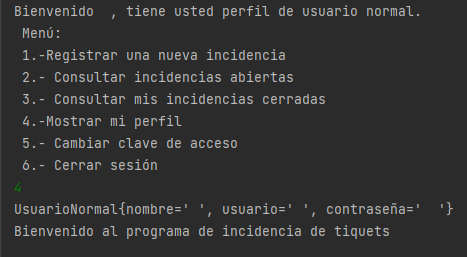 Bienvenido  , tiene usted perfil de usuario normal.
Menú:
1.-Registrar una nueva incidencia
2.- Consultar incidencias abiertas
3.- Consultar mis incidencias cerradas
4.-Mostrar mi perfil
5.- Cambiar clave de acceso
6.- Cerrar sesión
4
UsuarioNormal{nombre=' ', usuario=' ', contraseña='  '}
Bienvenido al programa de incidencia de tiquets